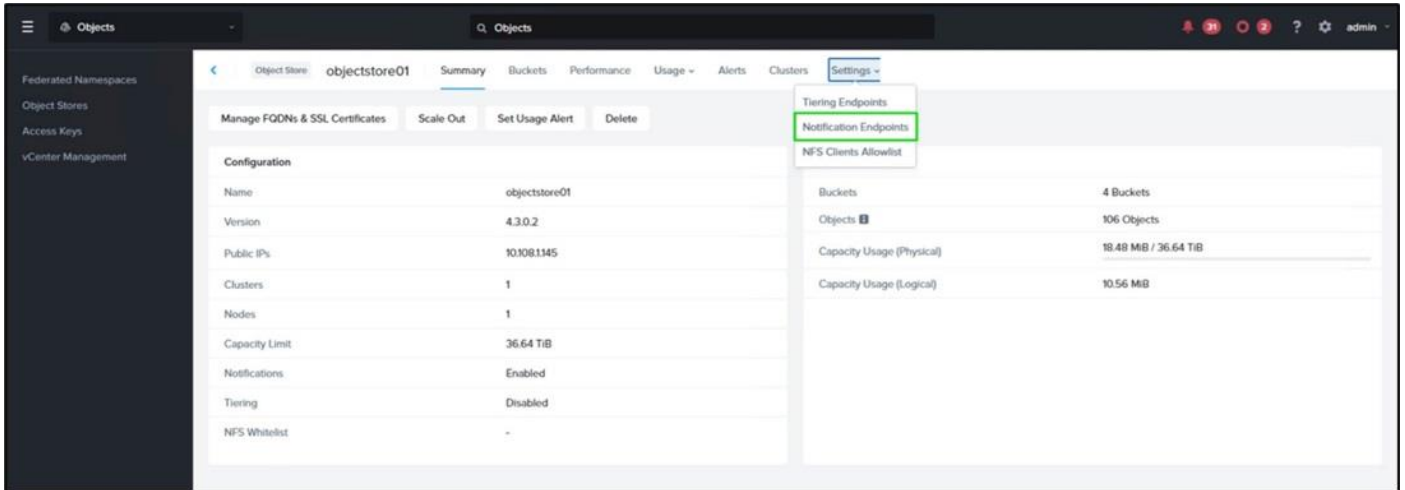 Objects
Objects
31
2
?
admin
Federated Namespaces
Object Stores
Access Keys
vCenter Management
Object Store objectstore01 Summary Buckets Performance Usage Alerts Clusters Settings
Tiering Endpoints
Notification Endpoints
NFS Clients Allowlist
Manage FQDNs & SSL Certificates Scale Out Set Usage Alert Delete
Configuration
Name objectstore01
Version 4.3.0.2
Public IPs 10.108.1.145
Clusters 1
Nodes 1
Capacity Limit 36.64 TiB
Notifications Enabled
Tiering Disabled
NFS Whitelist -
Buckets 4 Buckets
Objects 106 Objects
Capacity Usage (Physical) 18.48 MiB / 36.64 TiB
Capacity Usage (Logical) 10.56 MiB